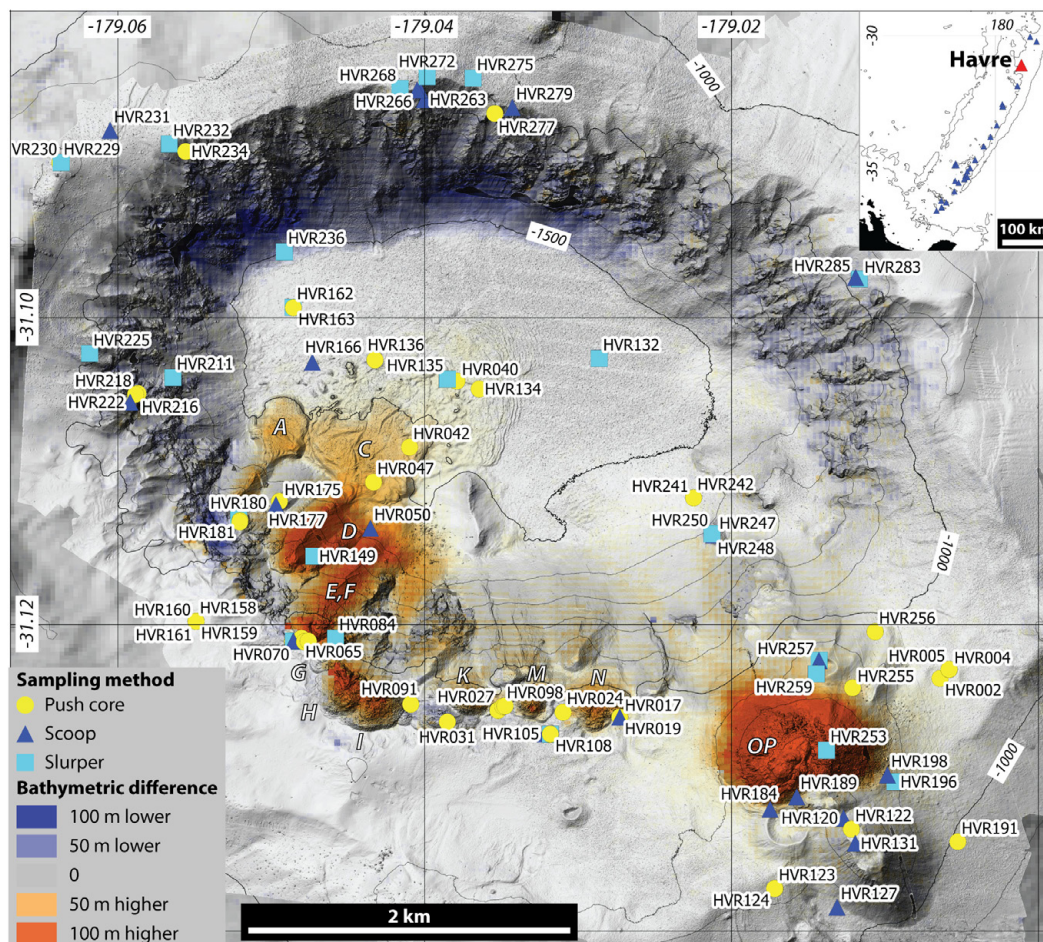 -179.06
-179.04
-179.02
180
-30
Havre
-35
100 km
-1000
HVR272
HVR275
HVR268
HVR266
HVR263
HVR279
HVR277
HVR231
HVR232
HVR234
VR230
HVR229
HVR236
-1500
HVR285
HVR283
-31.10
HVR162
HVR163
HVR225
HVR211
HVR166
HVR136
HVR135
HVR040
HVR134
HVR132
HVR218
HVR222
HVR216
A
C
HVR042
HVR047
HVR180
HVR175
HVR181
HVR177
D
HVR050
HVR149
HVR241
HVR242
HVR250
HVR247
HVR248
-1000
E,F
-31.12
HVR160
HVR158
HVR161
HVR159
HVR084
HVR070
HVR065
HVR256
HVR257
HVR005
HVR004
HVR259
HVR255
HVR002
G
H
I
HVR091
K
M
N
HVR027
HVR098
HVR024
HVR017
HVR031
HVR105
HVR108
HVR019
OP
HVR253
-1000
HVR198
HVR196
HVR184
HVR189
HVR120
HVR122
HVR131
HVR191
HVR123
HVR124
HVR127
Sampling method
Push core
Scoop
Slurper
Bathymetric difference
100 m lower
50 m lower
0
50 m higher
100 m higher
2 km